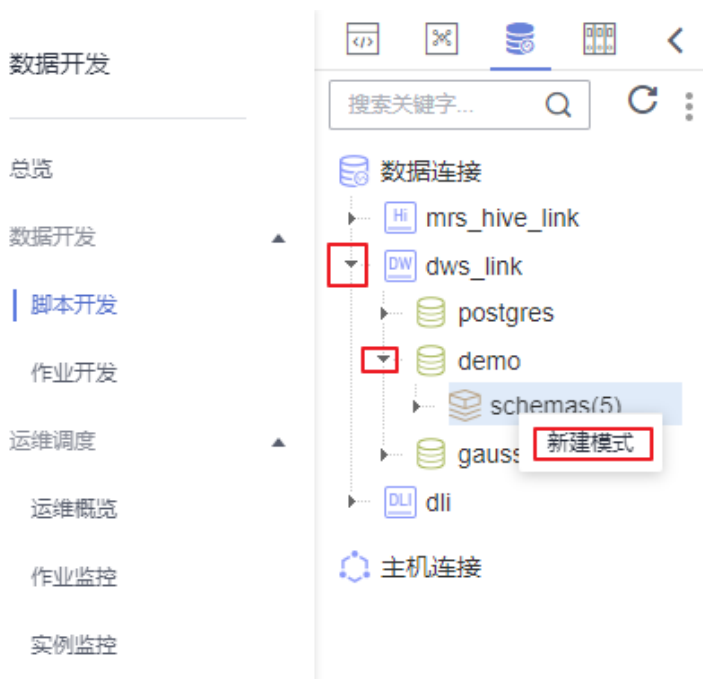 数据开发
总览
数据开发
脚本开发
作业开发
运维调度
运维概览
作业监控
实例监控
</>
搜索关键字...
数据连接
Hi mrs_hive_link
DW dws_link
postgres
demo
schemas(5)
新建模式
gauss
DLI dli
主机连接